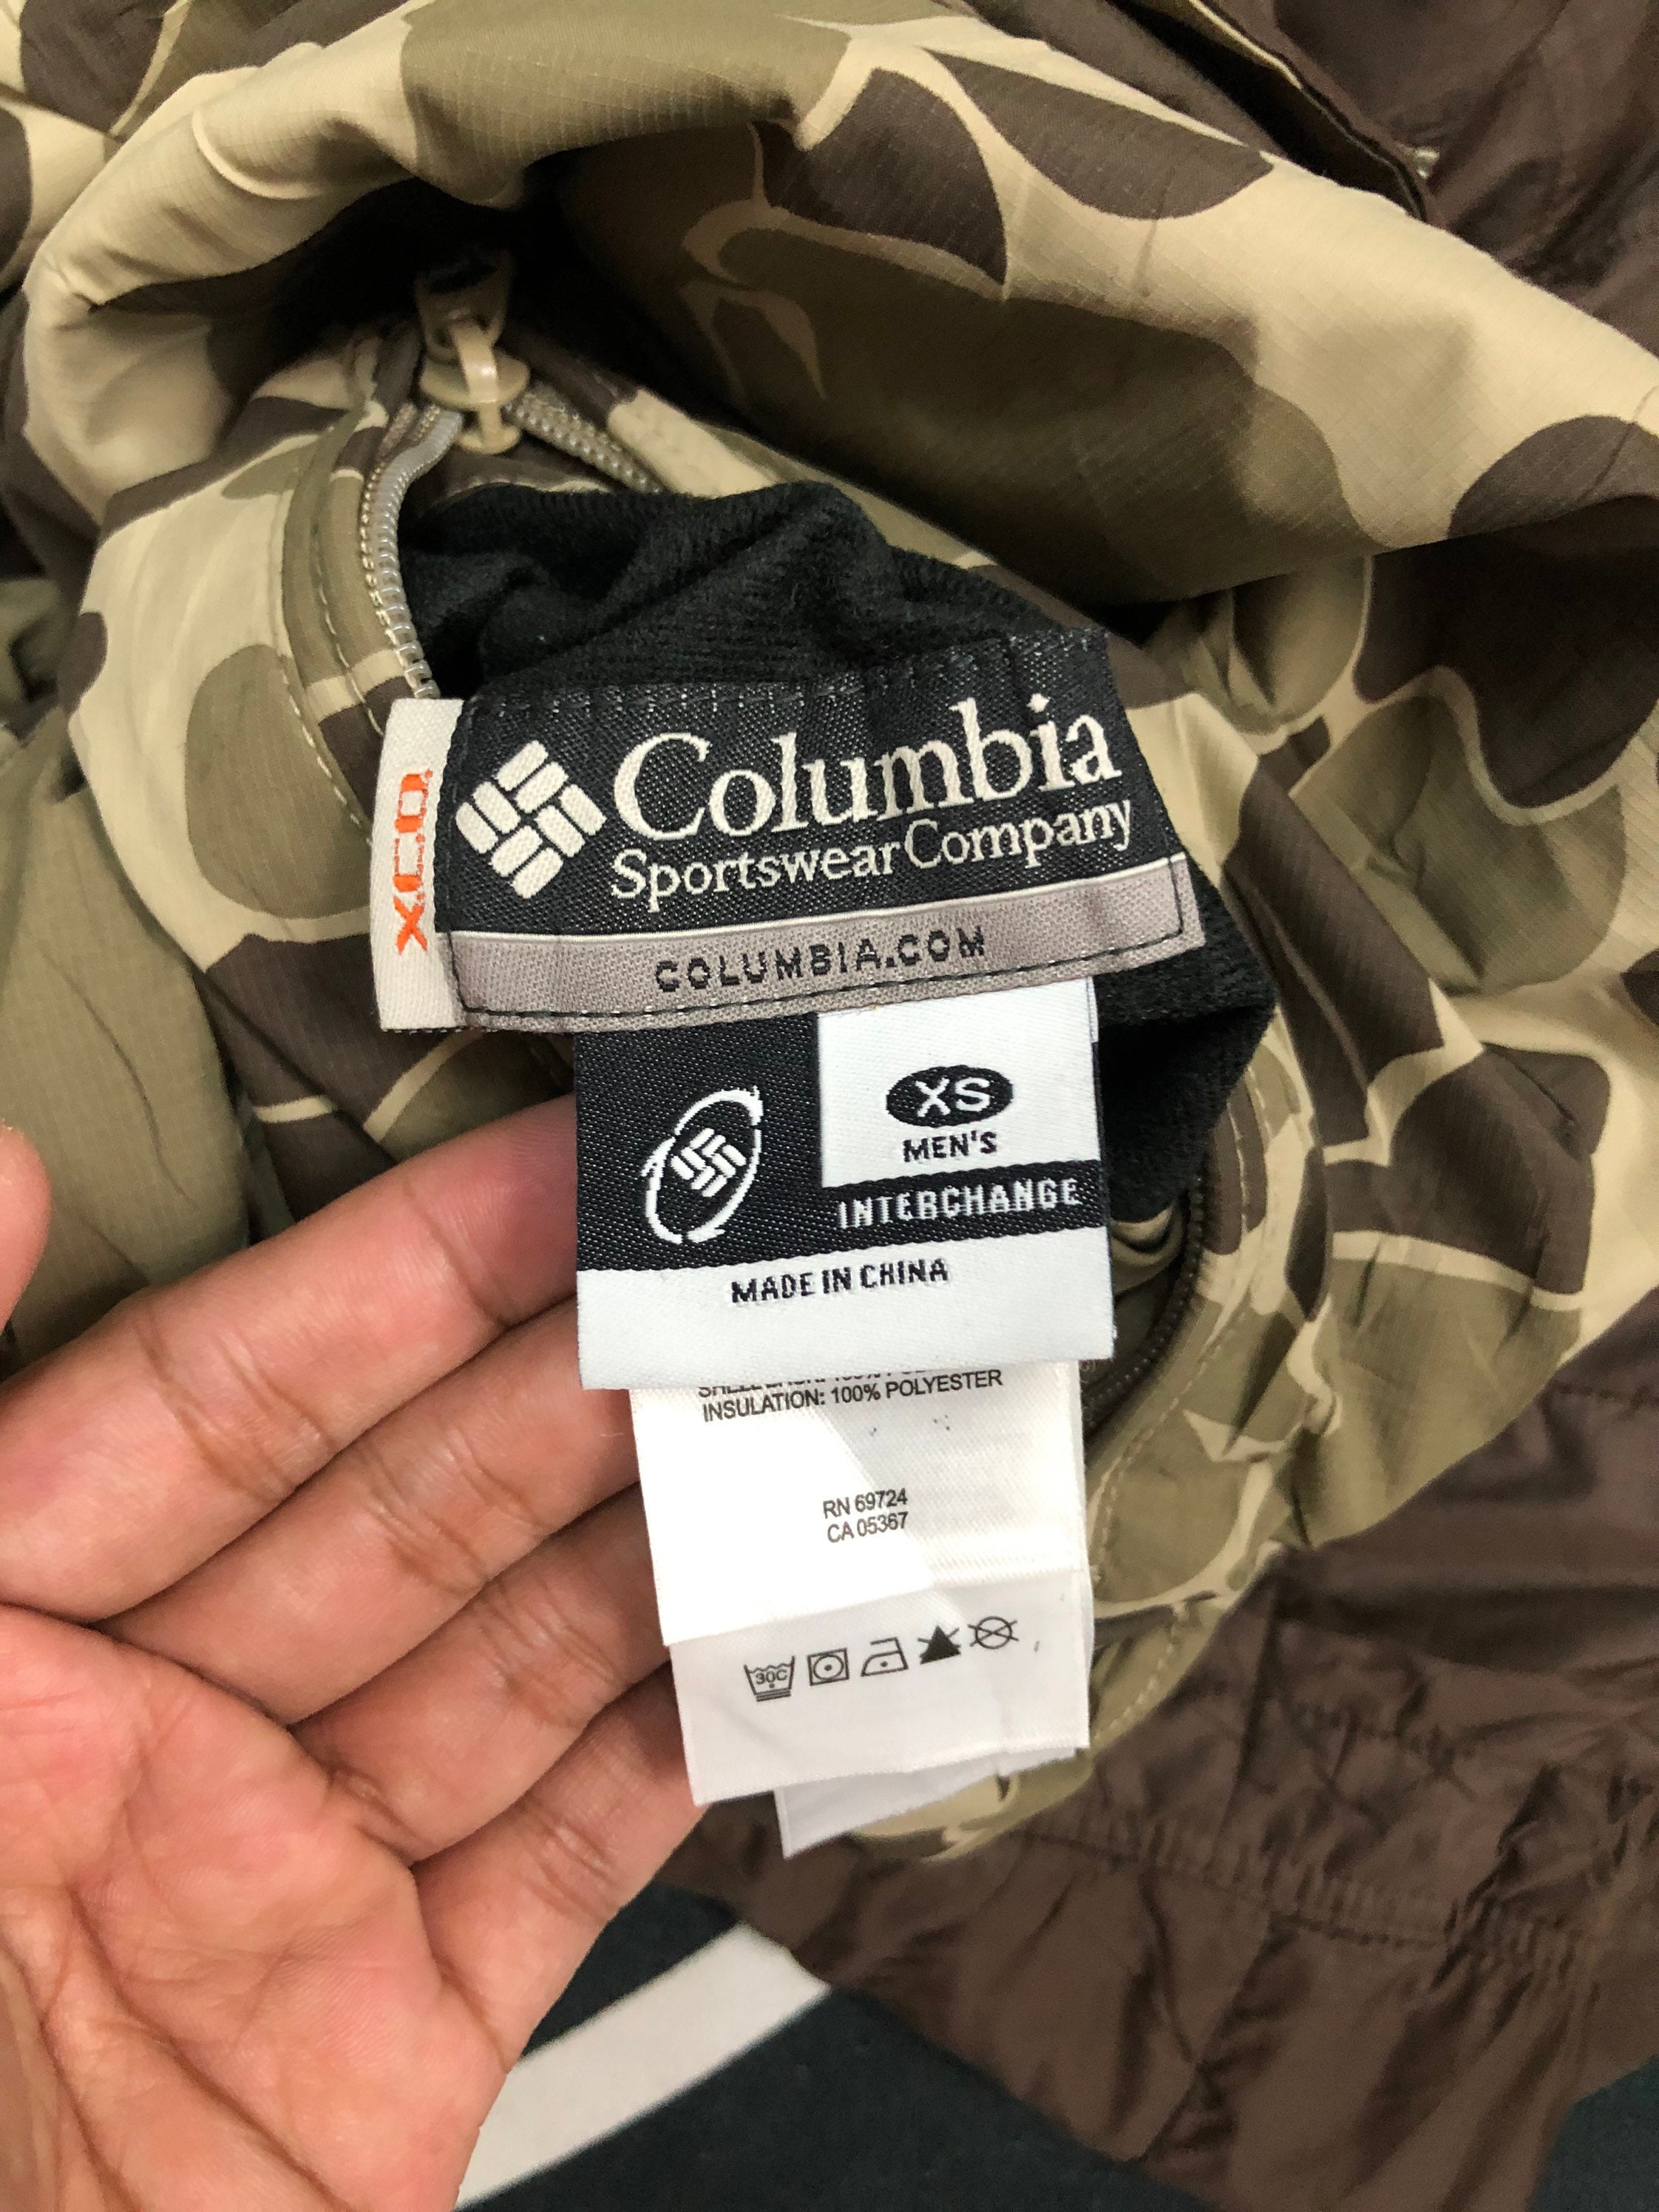 X.C.O.
Columbia
Sportswear Company
COLUMBIA.COM
XS
MEN'S
INTERCHANGE
MADE IN CHINA
INSULATION: 100% POLYESTER
RN 69724
CA 05367
30C